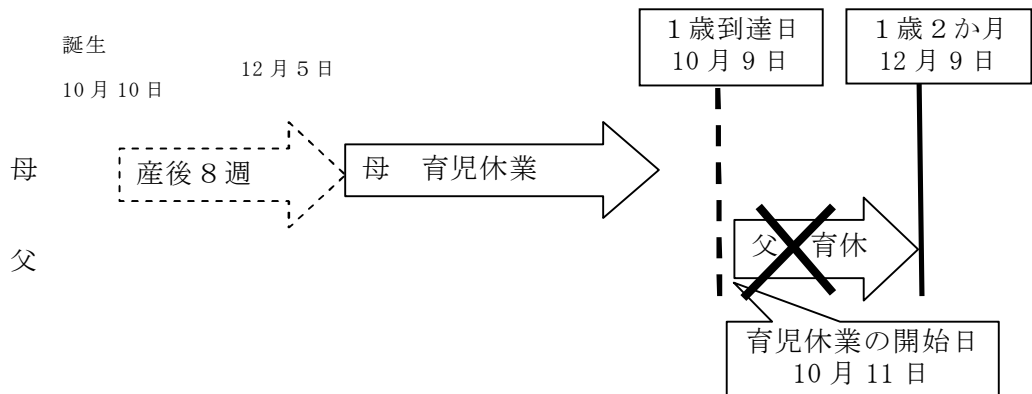 誕生
10月10日
12月5日
1歳到達日
10月9日
1歳2か月
12月9日
母
産後8週
母 育児休業
父
父 育休
育児休業の開始日
10月11日